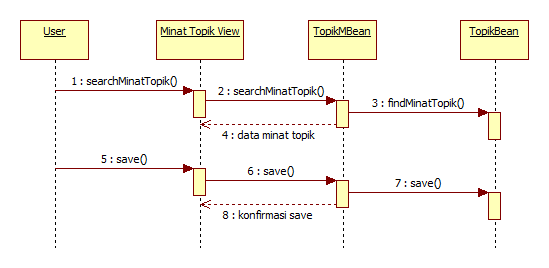 User
Minat Topik View
TopikMBean
TopikBean
1 : searchMinatTopik()
2 : searchMinatTopik()
3 : findMinatTopik()
4 : data minat topik
5 : save()
6 : save()
7 : save()
8 : konfirmasi save